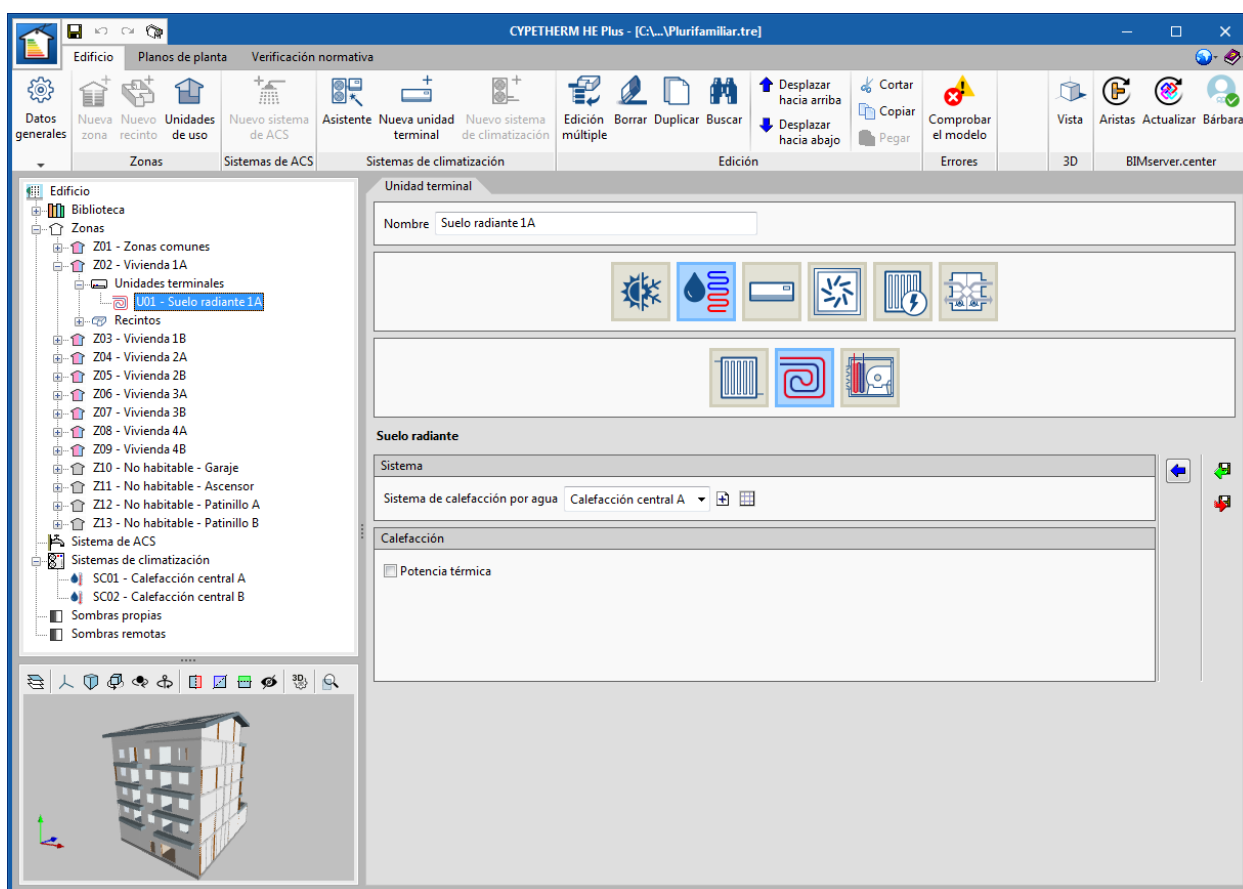 CYPETHERM HE Plus - [C:\...\Plurifamiliar.tre]
Edificio Planos de planta Verificación normativa
Datos generales
Nueva zona
Nuevo recinto
Unidades de uso
Zonas
Nuevo sistema de ACS
Sistemas de ACS
Asistente
Nueva unidad terminal
Nuevo sistema de climatización
Sistemas de climatización
Edición múltiple
Borrar
Duplicar
Buscar
Desplazar hacia arriba
Desplazar hacia abajo
Cortar
Copiar
Pegar
Edición
Comprobar el modelo
Errores
Vista
3D
Aristas
Actualizar
Bárbara
BIMserver.center
Edificio
Biblioteca
Zonas
Z01 - Zonas comunes
Z02 - Vivienda 1A
Unidades terminales
U01 - Suelo radiante 1A
Recintos
Z03 - Vivienda 1B
Z04 - Vivienda 2A
Z05 - Vivienda 2B
Z06 - Vivienda 3A
Z07 - Vivienda 3B
Z08 - Vivienda 4A
Z09 - Vivienda 4B
Z10 - No habitable - Garaje
Z11 - No habitable - Ascensor
Z12 - No habitable - Patinillo A
Z13 - No habitable - Patinillo B
Sistema de ACS
Sistemas de climatización
SC01 - Calefacción central A
SC02 - Calefacción central B
Sombras propias
Sombras remotas
3D
Unidad terminal
Nombre Suelo radiante 1A
Suelo radiante
Sistema
Sistema de calefacción por agua Calefacción central A
Calefacción
Potencia térmica